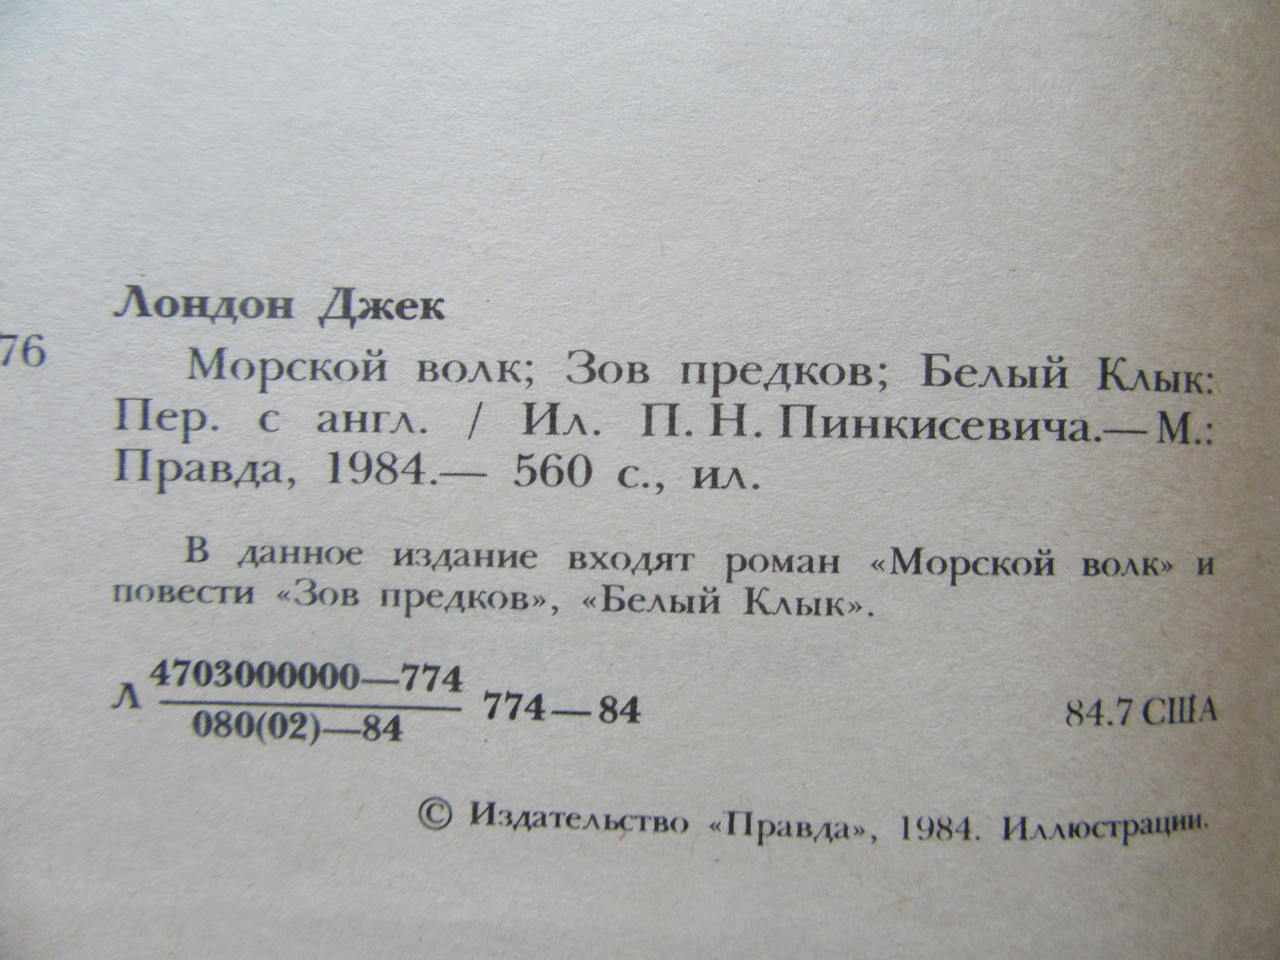 Лондон Джек
76
Морской волк; Зов предков; Белый Клык:
Пер. с англ. / Ил. П. Н. Пинкисевича.— М.:
Правда, 1984.— 560 с., ил.
В данное издание входят роман «Морской волк» и
повести «Зов предков», «Белый Клык».
4703000000—774
Л 774—84 84.7 США
080(02)—84
© Издательство «Правда», 1984. Иллюстрации.